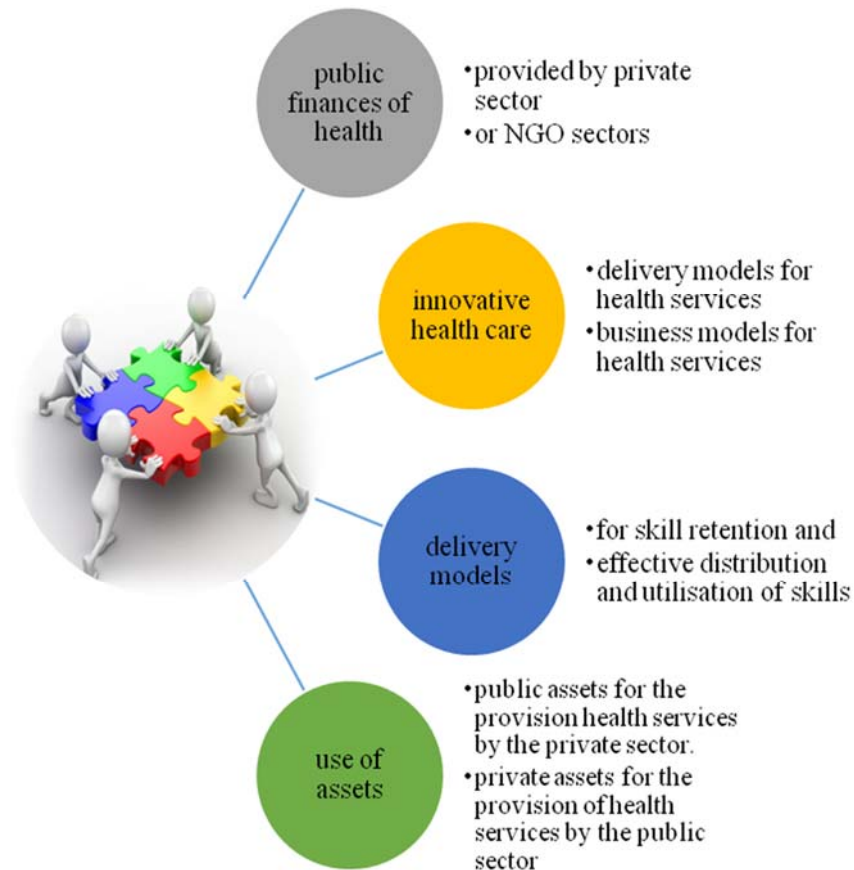 public
finances of
health
•provided by private
sector
•or NGO sectors
innovative
health care
•delivery models for
health services
•business models for
health services
delivery
models
•for skill retention and
•effective distribution
and utilisation of skills
use of
assets
•public assets for the
provision health services
by the private sector.
•private assets for the
provision of health
services by the public
sector